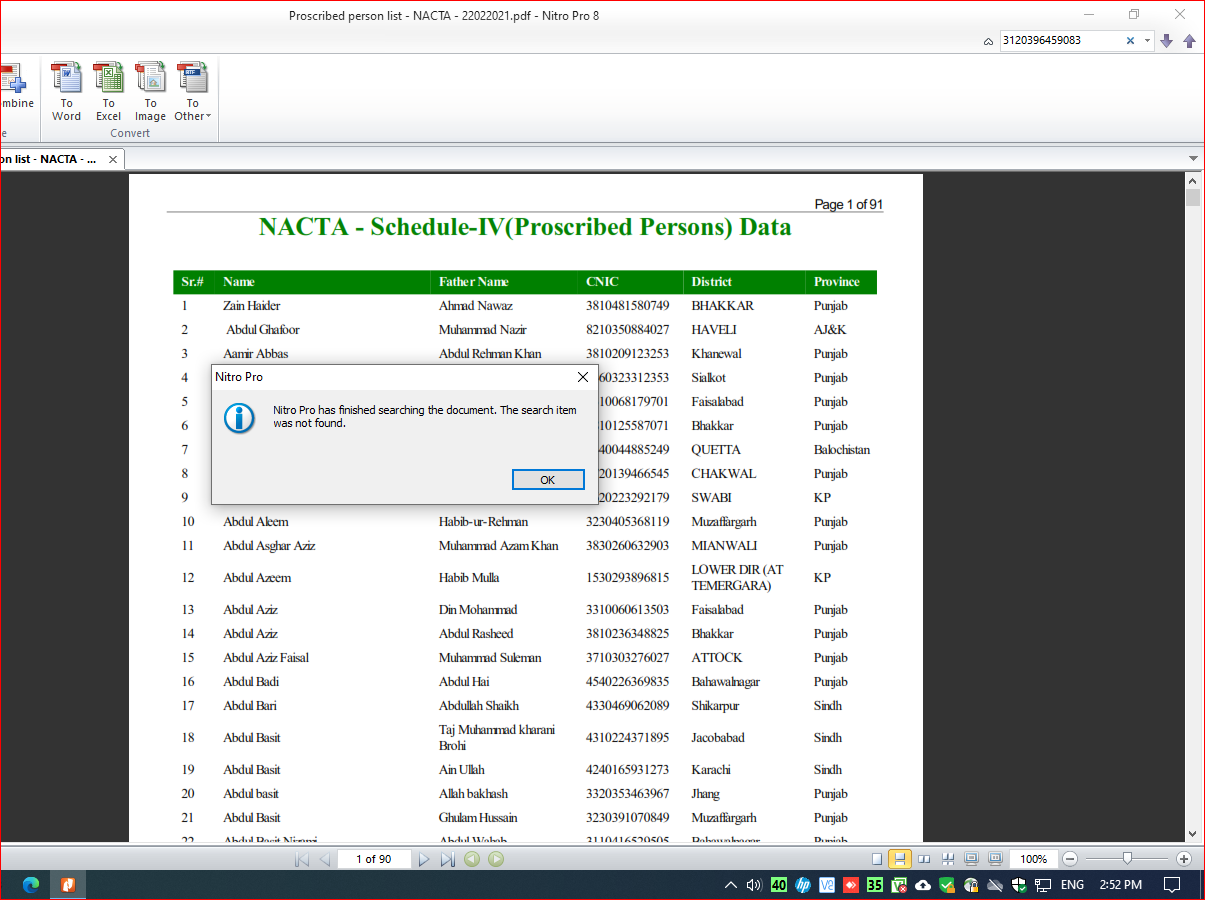 Proscribed person list - NACTA - 22022021.pdf - Nitro Pro 8
3120396459083
mbine
To Word
To Excel
To Image
To Other
e
Convert
on list - NACTA - ...
Page 1 of 91
NACTA - Schedule-IV(Proscribed Persons) Data
Sr.# Name Father Name CNIC District Province
1 Zain Haider Ahmad Nawaz 3810481580749 BHAKKAR Punjab
2 Abdul Ghafoor Muhammad Nazir 8210350884027 HAVELI AJ&K
3 Aamir Abbas Abdul Rehman Khan 3810209123253 Khanewal Punjab
4 60323312353 Sialkot Punjab
5 10068179701 Faisalabad Punjab
6 10125587071 Bhakkar Punjab
7 40044885249 QUETTA Balochistan
8 20139466545 CHAKWAL Punjab
9 20223292179 SWABI KP
Nitro Pro
Nitro Pro has finished searching the document. The search item
was not found.
OK
10 Abdul Aleem Habib-ur-Rehman 3230405368119 Muzaffargarh Punjab
11 Abdul Asghar Aziz Muhammad Azam Khan 3830260632903 MIANWALI Punjab
12 Abdul Azeem Habib Mulla 1530293896815 LOWER DIR (AT TEMERGARA) KP
13 Abdul Aziz Din Mohammad 3310060613503 Faisalabad Punjab
14 Abdul Aziz Abdul Rasheed 3810236348825 Bhakkar Punjab
15 Abdul Aziz Faisal Muhammad Suleman 3710303276027 ATTOCK Punjab
16 Abdul Badi Abdul Hai 4540226369835 Bahawalnagar Punjab
17 Abdul Bari Abdullah Shaikh 4330469062089 Shikarpur Sindh
18 Abdul Basit Taj Muhammad kharani Brohi 4310224371895 Jacobabad Sindh
19 Abdul Basit Ain Ullah 4240165931273 Karachi Sindh
20 Abdul basit Allah bakhash 3320353463967 Jhang Punjab
21 Abdul Basit Ghulam Hussain 3230391070849 Muzaffargarh Punjab
22 Abdul Basit Abdul Wahab Bahawalnagar Punjab
1 of 90
100%
40
35
ENG
2:52 PM